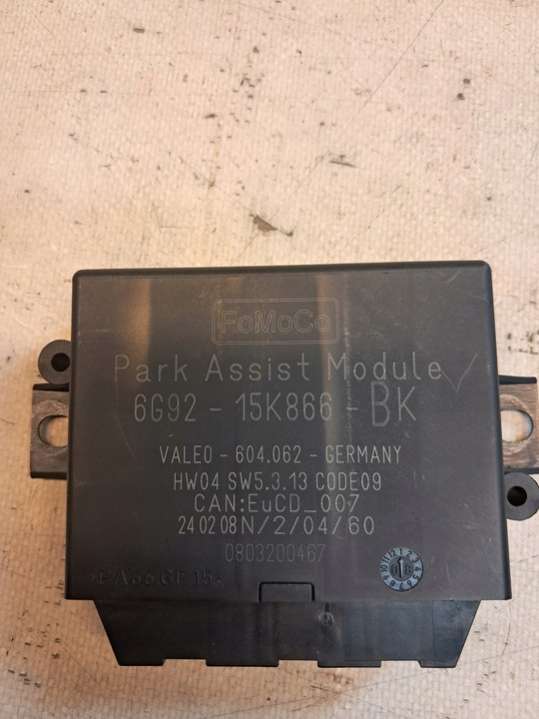 FoMoCo
Park Assist Module
6G92 - 15K866 - BK
VALEO - 604.062 - GERMANY
HW04 SW5.3.13 CODE09
CAN:EuCD_007
240208N/2/04/60
0803200467